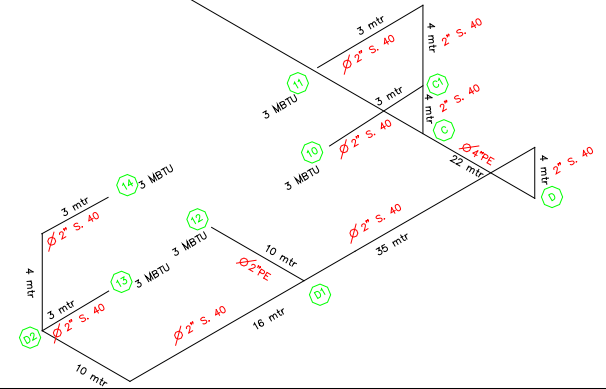 3 mtr
Ø 2" S. 40
4 mtr
2" S. 40
11
3 MBTU
3 mtr
C1
4 mtr
2" S. 40
Ø 2" S. 40
C
10
3 MBTU
Ø4"PE
22 mtr
4 mtr
2" S. 40
D
14
3 MBTU
3 mtr
Ø 2" S. 40
12
3 MBTU
Ø 2" S. 40
35 mtr
10 mtr
Ø2"PE
4 mtr
13
3 MBTU
3 mtr
Ø 2" S. 40
D1
D2
Ø 2" S. 40
16 mtr
10 mtr